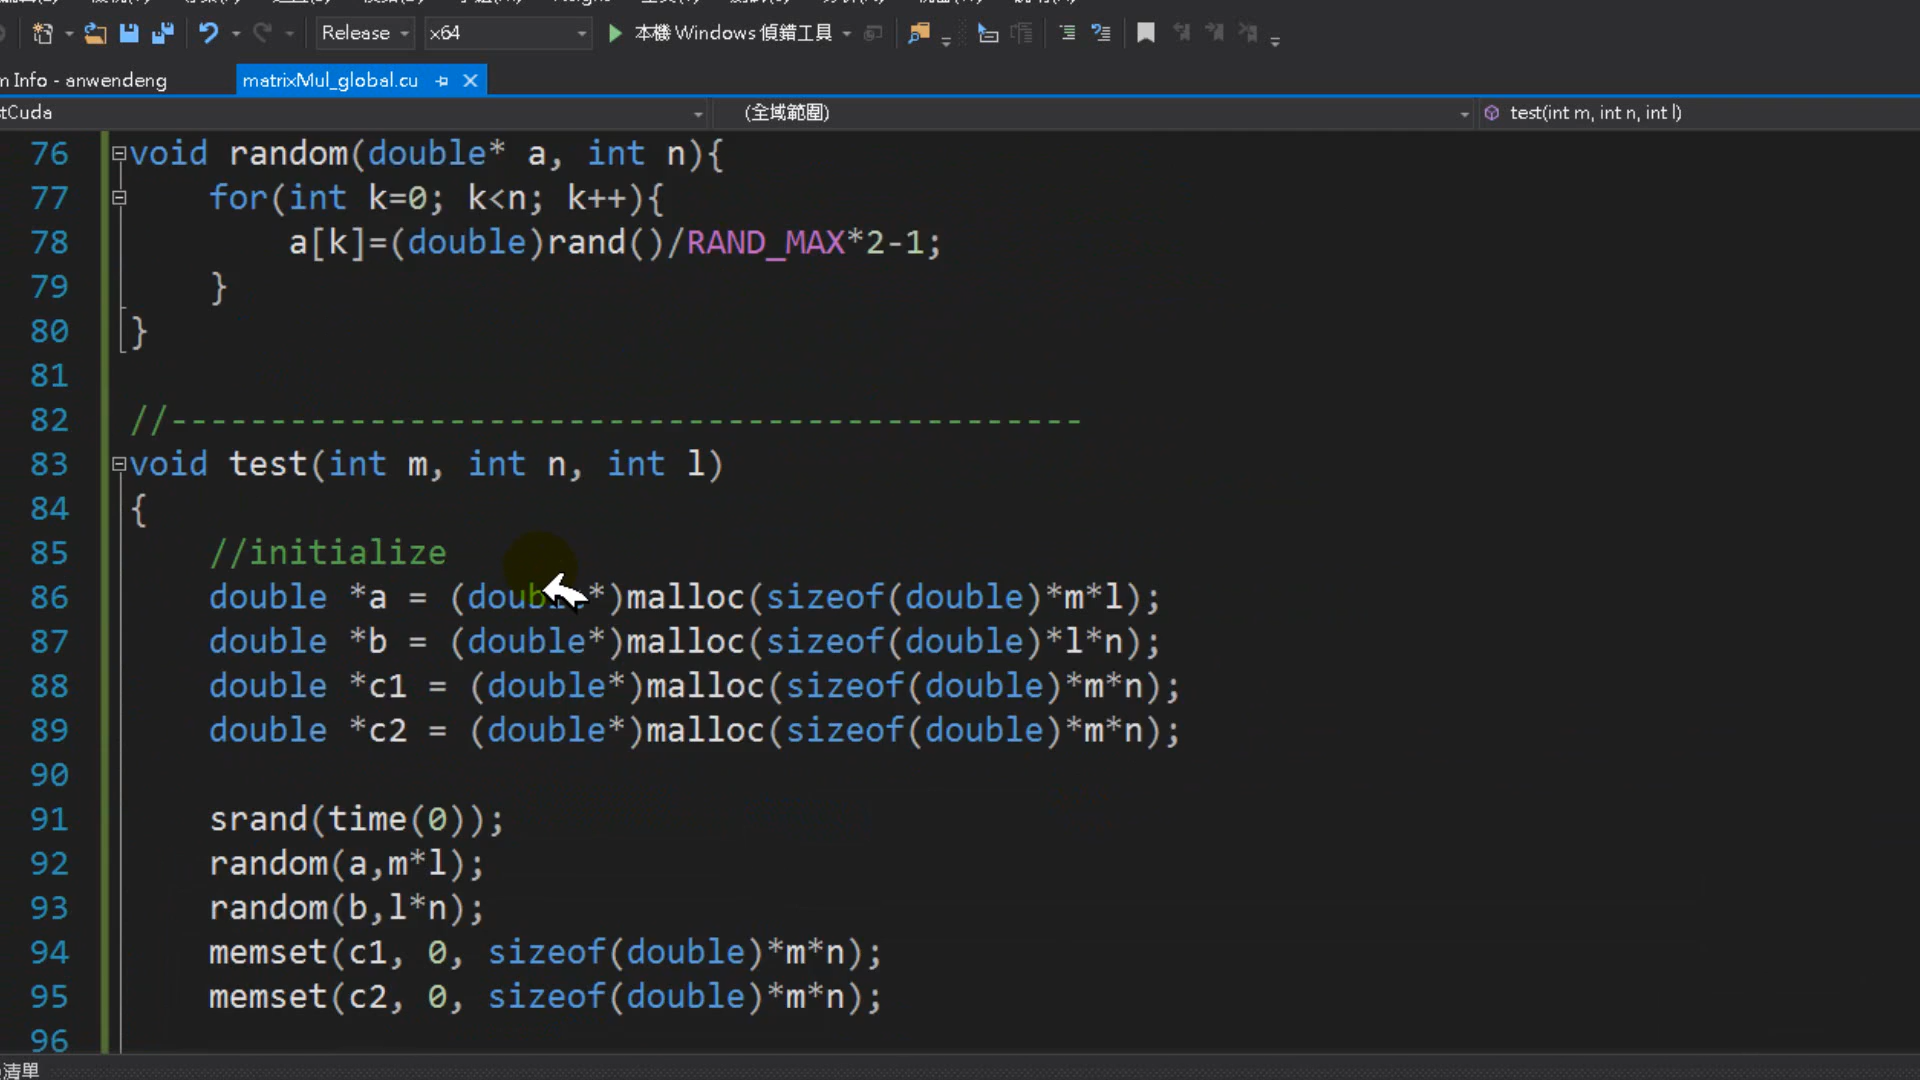 Release
x64
本機 Windows 偵錯工具
m Info - anwendeng
matrixMul_global.cu
tCuda
(全域範圍)
test(int m, int n, int l)
76 void random(double* a, int n){
77 for(int k=0; k<n; k++){
78 a[k]=(double)rand()/RAND_MAX*2-1;
79 }
80 }
81
82 //----------------------------------------------
83 void test(int m, int n, int l)
84 {
85 //initialize
86 double *a = (double*)malloc(sizeof(double)*m*l);
87 double *b = (double*)malloc(sizeof(double)*l*n);
88 double *c1 = (double*)malloc(sizeof(double)*m*n);
89 double *c2 = (double*)malloc(sizeof(double)*m*n);
90
91 srand(time(0));
92 random(a,m*l);
93 random(b,l*n);
94 memset(c1, 0, sizeof(double)*m*n);
95 memset(c2, 0, sizeof(double)*m*n);
96
清單